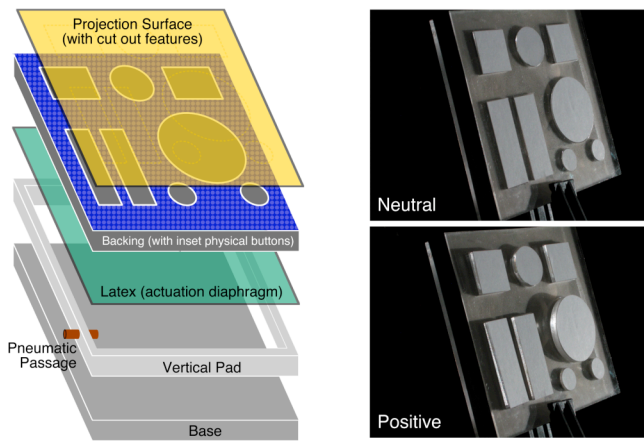 Projection Surface
(with cut out features)
Backing (with inset physical buttons)
Latex (actuation diaphragm)
Pneumatic
Passage
Vertical Pad
Base
Neutral
Positive